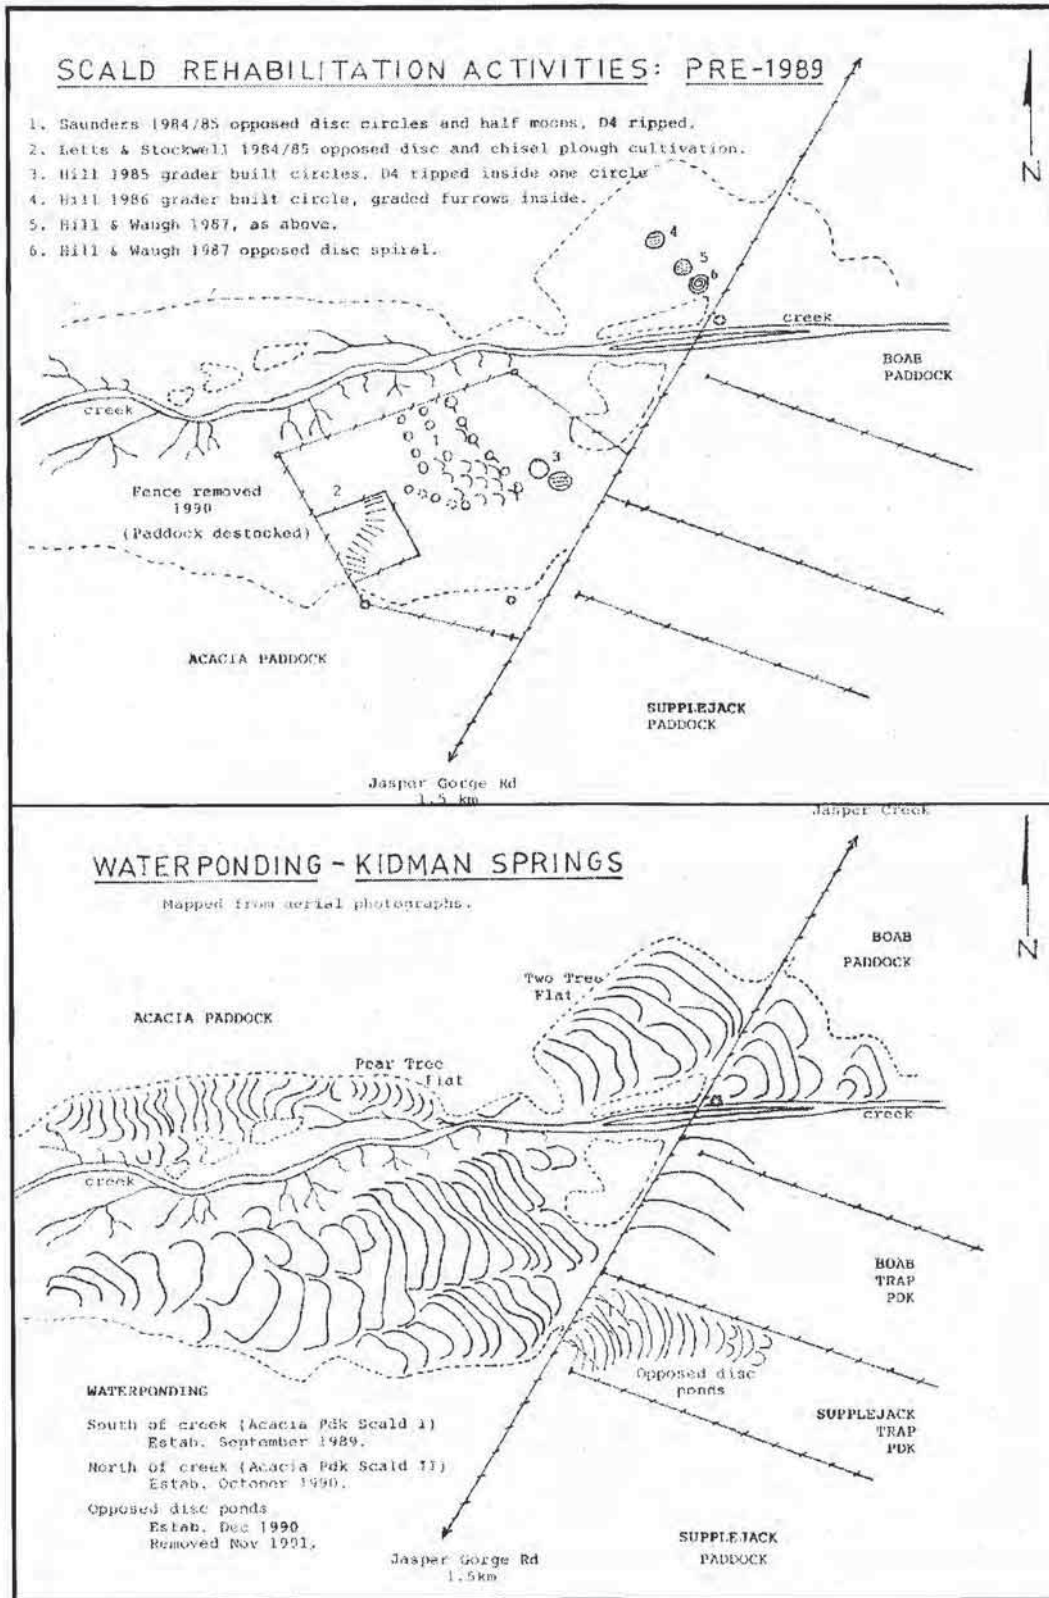 SCALD REHABILITATION ACTIVITIES: PRE-1989
1. Saunders 1984/85 opposed disc circles and half moons, D4 ripped.
2. Letts & Stockwell 1984/85 opposed disc and chisel plough cultivation.
3. Hill 1985 grader built circles, D4 ripped inside one circle
4. Hill 1986 grader built circle, graded furrows inside.
5. Hill & Waugh 1987, as above.
6. Hill & Waugh 1987 opposed disc spiral.
N
4
5
6
creek
BOAB
PADDOCK
creek
1
3
2
Fence removed
1990
(Paddock destocked)
ACACIA PADDOCK
SUPPLEJACK
PADDOCK
Jasper Gorge Rd
1.5 km
Jasper Creek
WATERPONDING - KIDMAN SPRINGS
Mapped from aerial photographs.
N
BOAB
PADDOCK
Two Tree
Flat
ACACIA PADDOCK
Pear Tree
Flat
creek
creek
BOAB
TRAP
PDK
Opposed disc
ponds
WATERPONDING
South of creek (Acacia Pdk Scald I)
Estab. September 1989.
North of creek (Acacia Pdk Scald II)
Estab. October 1990.
Opposed disc ponds
Estab. Dec 1990
Removed Nov 1991.
SUPPLEJACK
TRAP
PDK
SUPPLEJACK
PADDOCK
Jasper Gorge Rd
1.5km